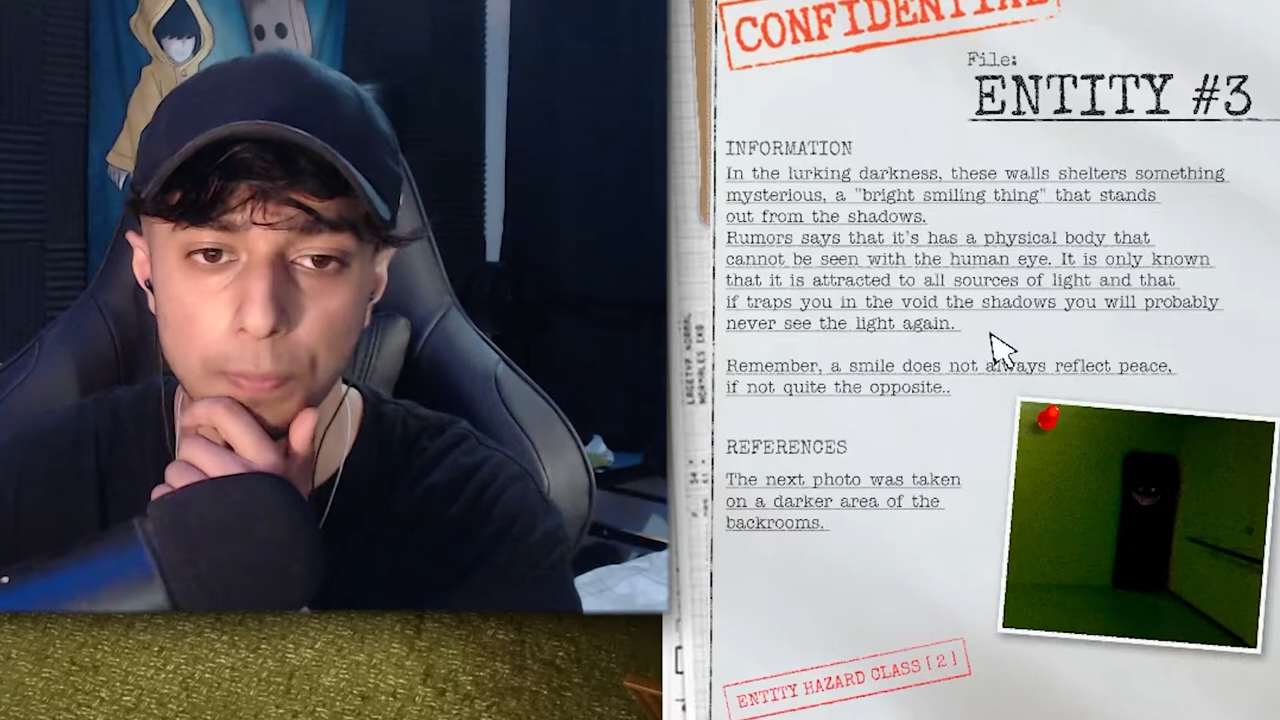 CONFIDENTIAL
File:
ENTITY #3
INFORMATION
In the lurking darkness, these walls shelters something
mysterious, a "bright smiling thing" that stands
out from the shadows.
Rumors says that it's has a physical body that
cannot be seen with the human eye. It is only known
that it is attracted to all sources of light and that
if traps you in the void the shadows you will probably
never see the light again.
Remember, a smile does not always reflect peace,
if not quite the opposite..
REFERENCES
The next photo was taken
on a darker area of the
backrooms.
ENTITY HAZARD CLASS [2]